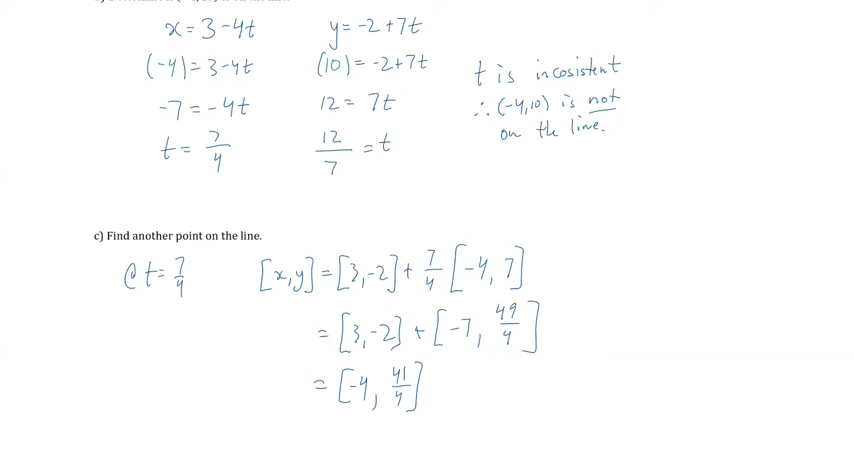 x = 3 - 4t
y = -2 + 7t
(-4) = 3 - 4t
(10) = -2 + 7t
t is incosistent
-7 = -4t
12 = 7t
∴ (-4, 10) is not
on the line.
t = 7/4
12/7 = t
c) Find another point on the line.
@ t = 7/4
[x, y] = [3, -2] + 7/4 [-4, 7]
= [3, -2] + [-7, 49/4]
= [-4, 41/4]